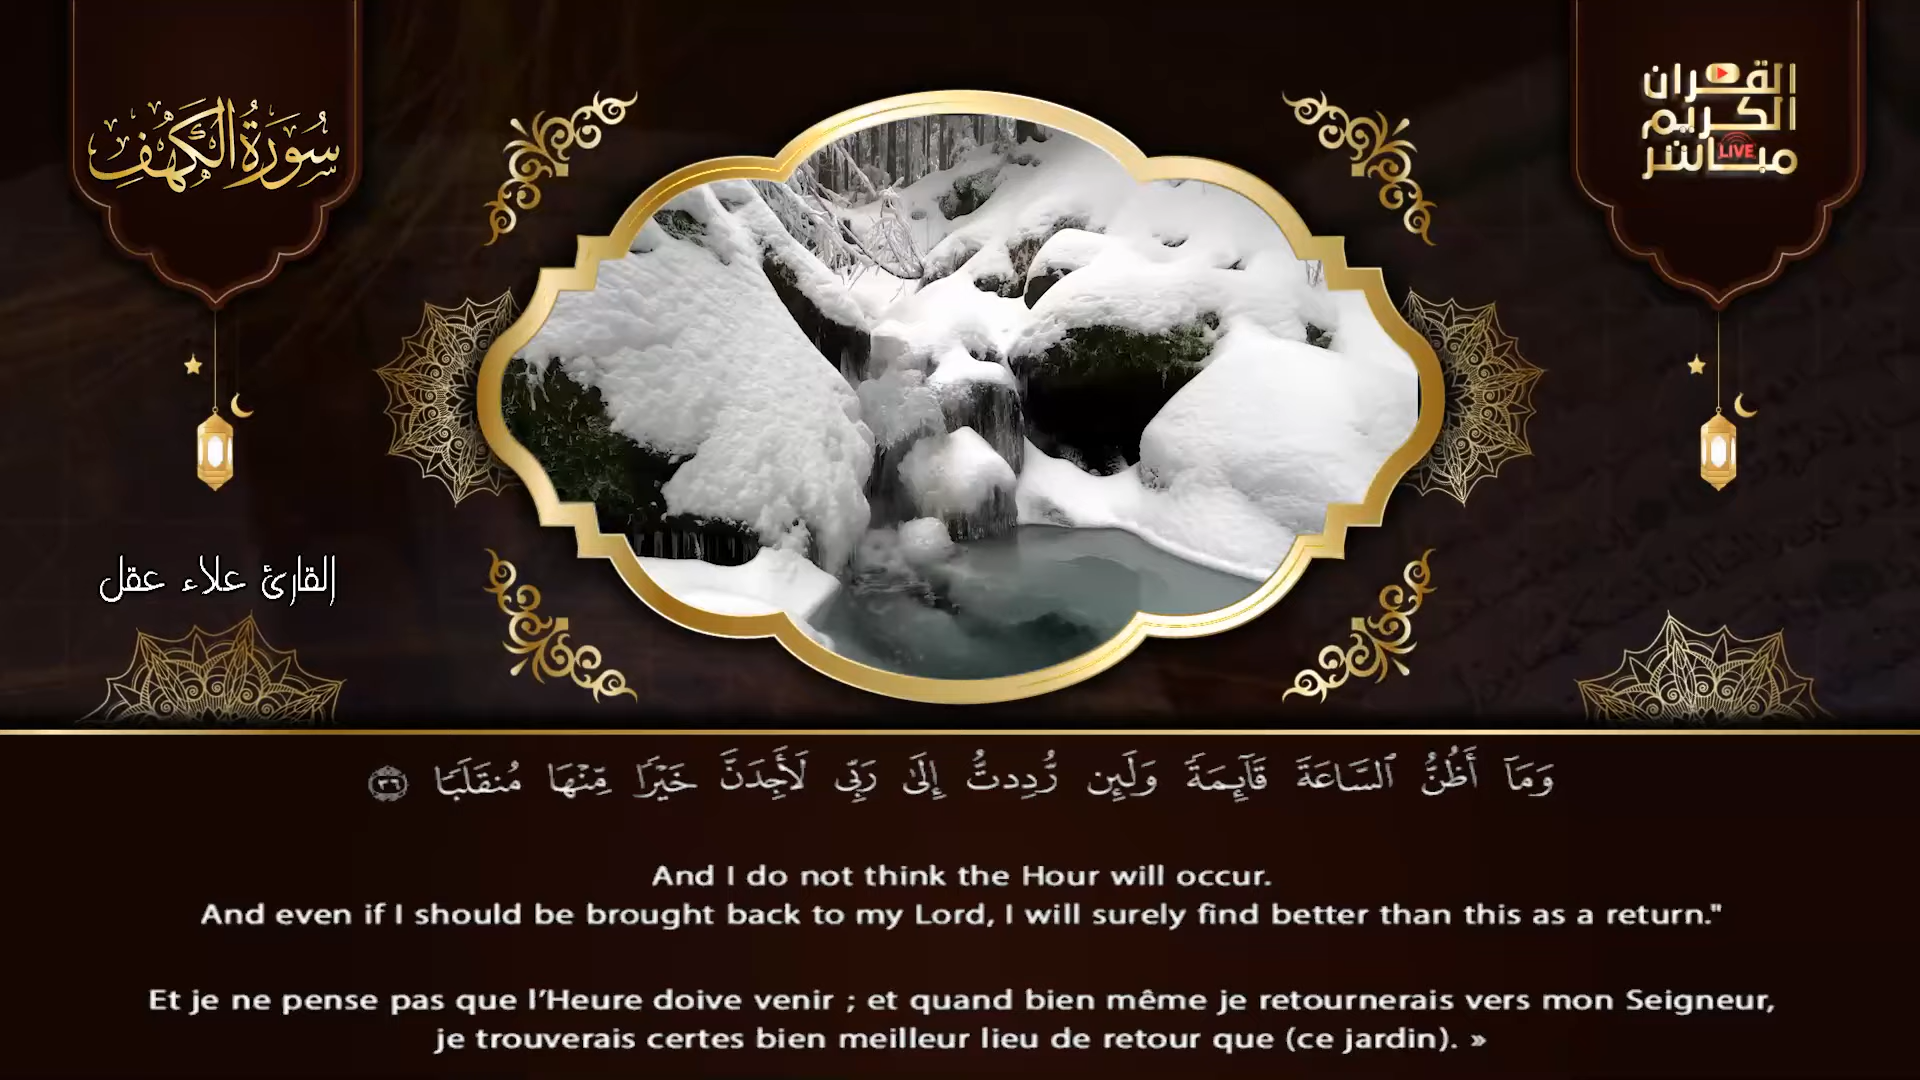 سُورَةُ الكَهْفِ
القران
الكريم
مباشر
LIVE
القارئ علاء عقل
وَمَآ أَظُنُّ ٱلسَّاعَةَ قَآئِمَةً وَلَئِن رُّدِدتُّ إِلَىٰ رَبِّى لَأَجِدَنَّ خَيْرًا مِّنْهَا مُنقَلَبًا ٣٦
And I do not think the Hour will occur.
And even if I should be brought back to my Lord, I will surely find better than this as a return."
Et je ne pense pas que l’Heure doive venir ; et quand bien même je retournerais vers mon Seigneur,
je trouverais certes bien meilleur lieu de retour que (ce jardin). »